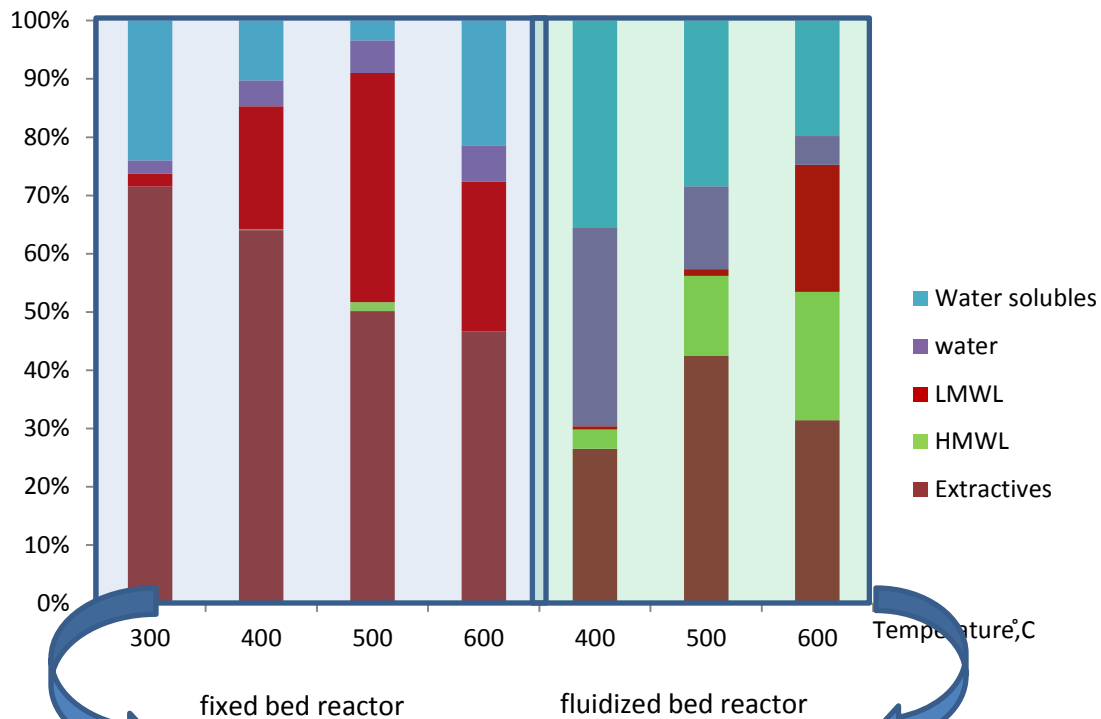 100%
90%
80%
70%
60%
50%
40%
30%
20%
10%
0%
300 400 500 600 400 500 600
Temperature,̊C
fixed bed reactor
fluidized bed reactor
Water solubles
water
LMWL
HMWL
Extractives